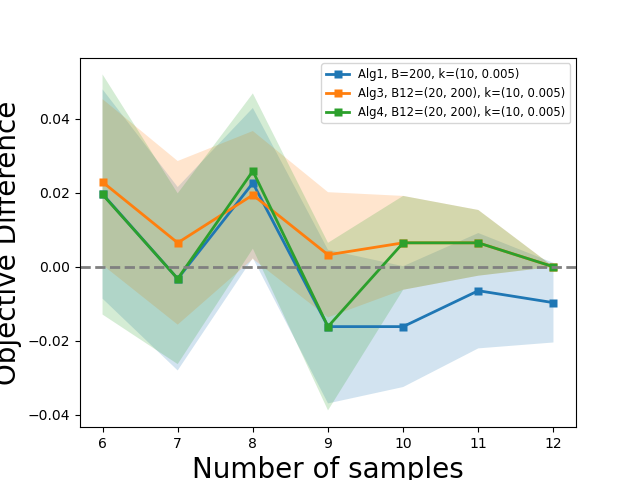 Alg1, B=200, k=(10, 0.005)
Alg3, B12=(20, 200), k=(10, 0.005)
Alg4, B12=(20, 200), k=(10, 0.005)
Objective Difference
0.04
0.02
0.00
−0.02
−0.04
6 7 8 9 10 11 12
Number of samples